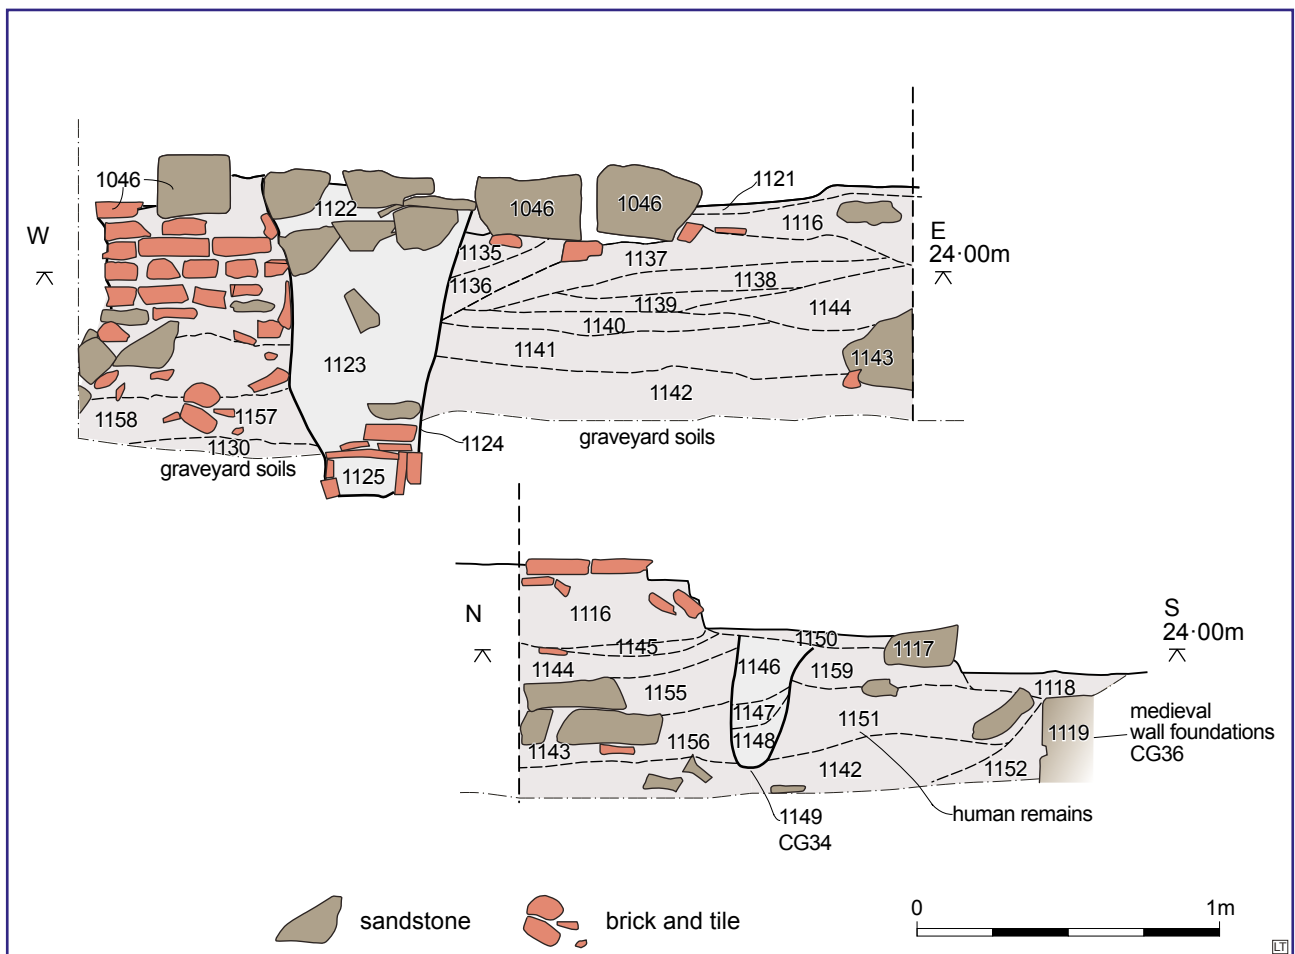 1046
1122
1046
1046
1121
1116
W
E
24·00m
1135
1137
1136
1138
1139
1144
1140
1141
1143
1123
1142
1158
1157
1130
graveyard soils
1124
graveyard soils
1125
N
S
24·00m
1116
1145
1150
1117
1144
1146
1159
1155
1118
1147
1151
1119
medieval
wall foundations
CG36
1143
1156
1148
1142
1152
1149
CG34
human remains
sandstone
brick and tile
0
1m
LT